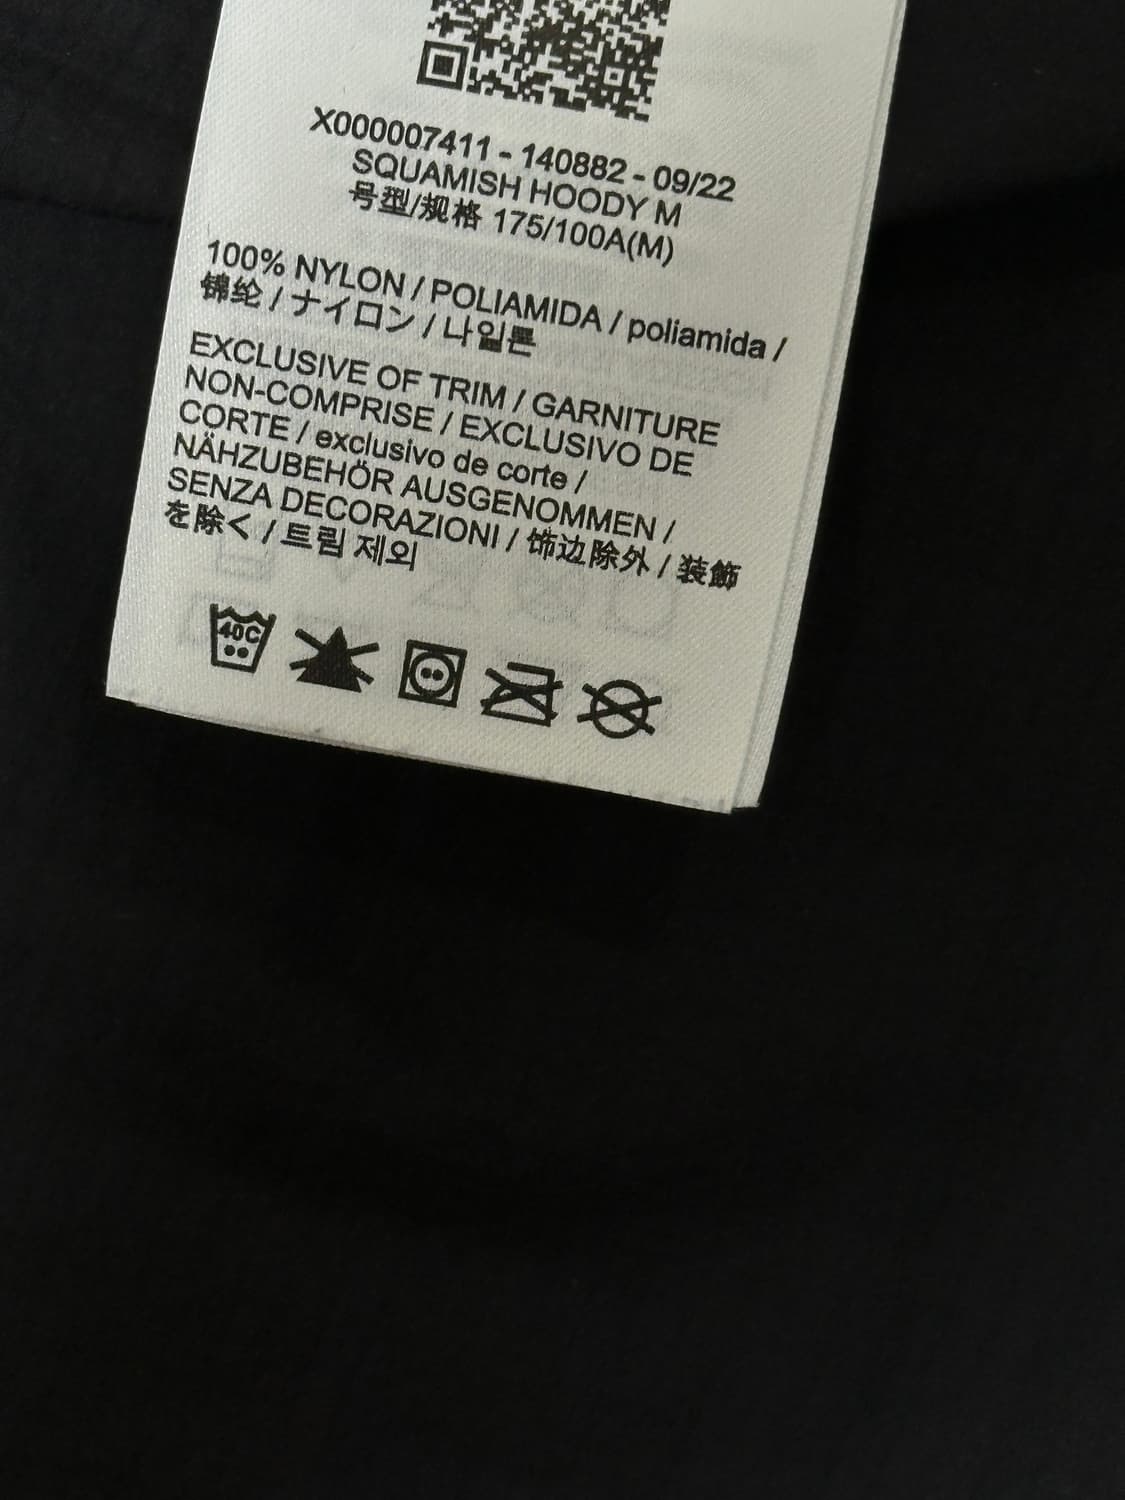 X000007411 - 140882 - 09/22
SQUAMISH HOODY M
号型/规格 175/100A(M)
100% NYLON / POLIAMIDA / poliamida /
锦纶 / ナイロン / 나일론
EXCLUSIVE OF TRIM / GARNITURE
NON-COMPRISE / EXCLUSIVO DE
CORTE / exclusivo de corte /
NÄHZUBEHÖR AUSGENOMMEN /
SENZA DECORAZIONI / 饰边除外 / 装飾
を除く / 트림 제외
40C